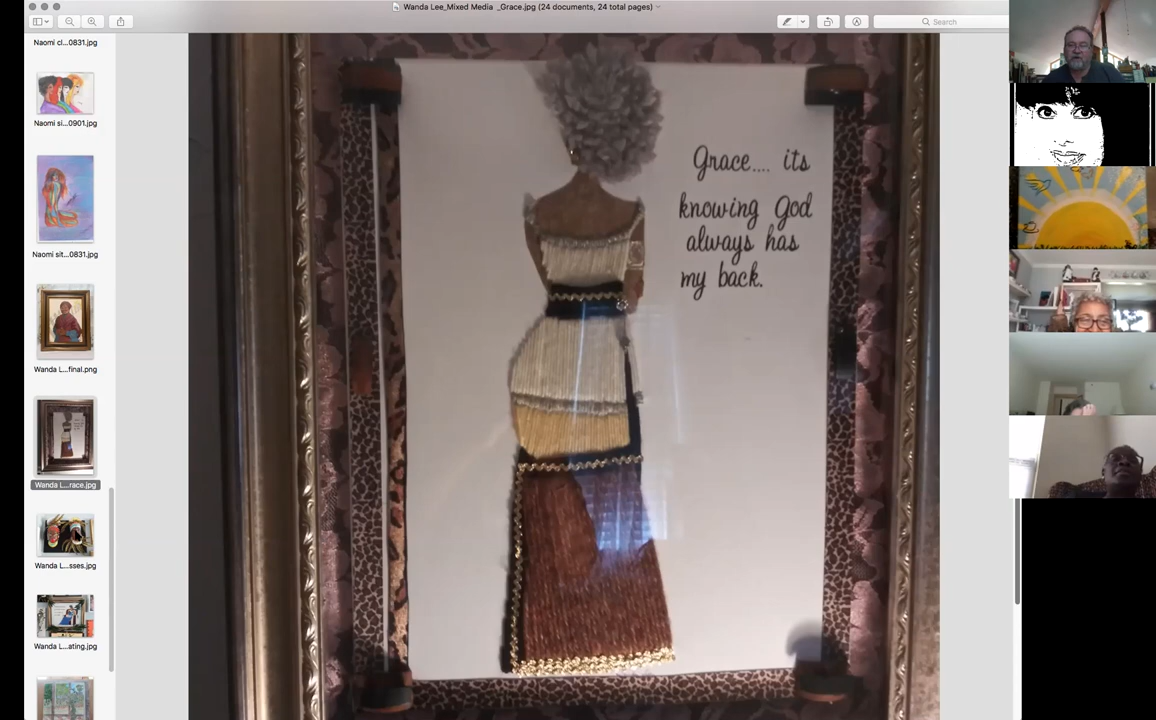 Wanda Lee_Mixed Media _Grace.jpg (24 documents, 24 total pages)
Search
Naomi cl...0831.jpg
Naomi si...0901.jpg
Naomi sit...0831.jpg
Wanda L...final.png
Wanda L...race.jpg
Wanda L...sses.jpg
Wanda L...ating.jpg
Grace.... its
knowing God
always has
my back.